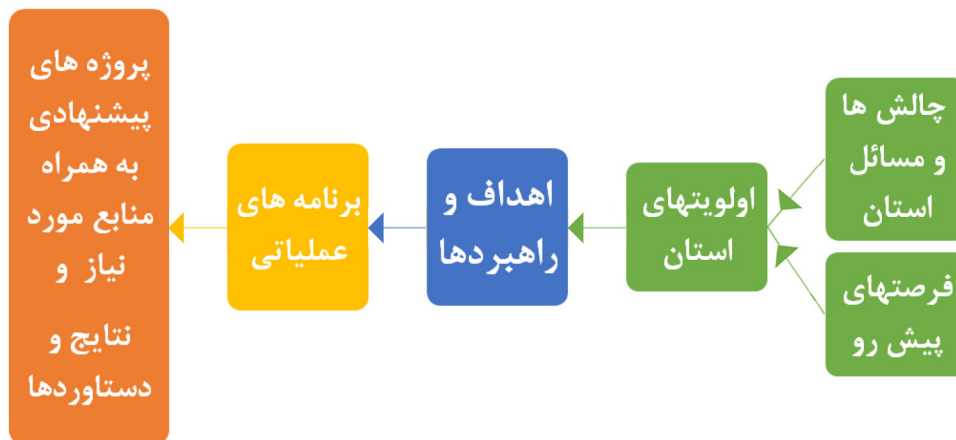 چالش ها
و مسائل
استان
فرصتهای
پیش رو
اولویتهای
استان
اهداف و
راهبردها
برنامه های
عملیاتی
پروژه های
پیشنهادی
به همراه
منابع مورد
نیاز و
نتایج و
دستاوردها